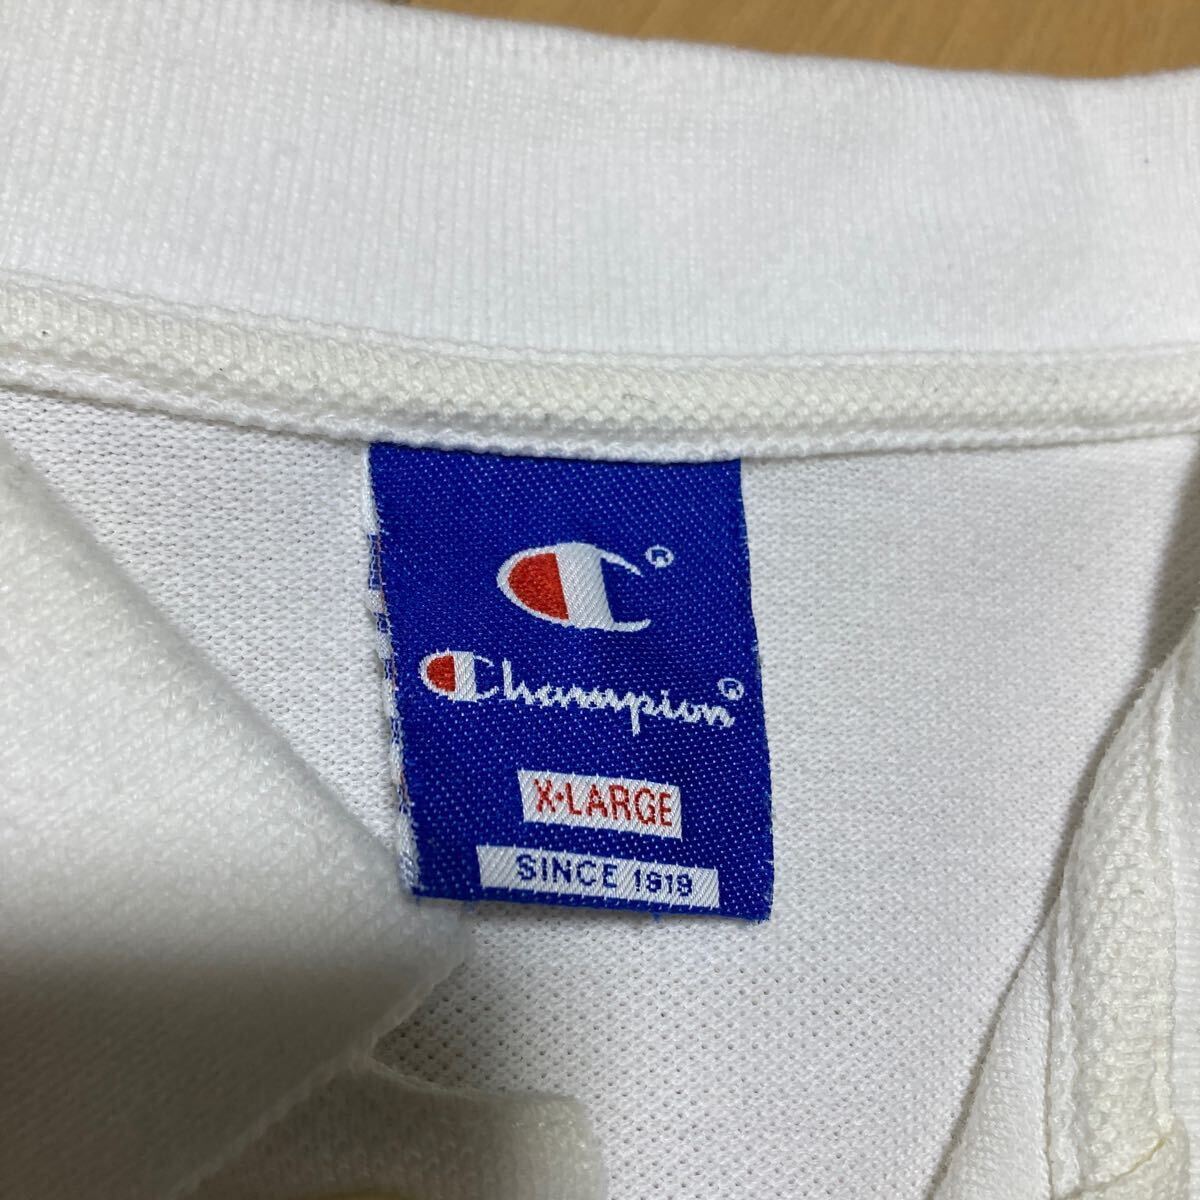 C®
Champion®
X•LARGE
SINCE 1919